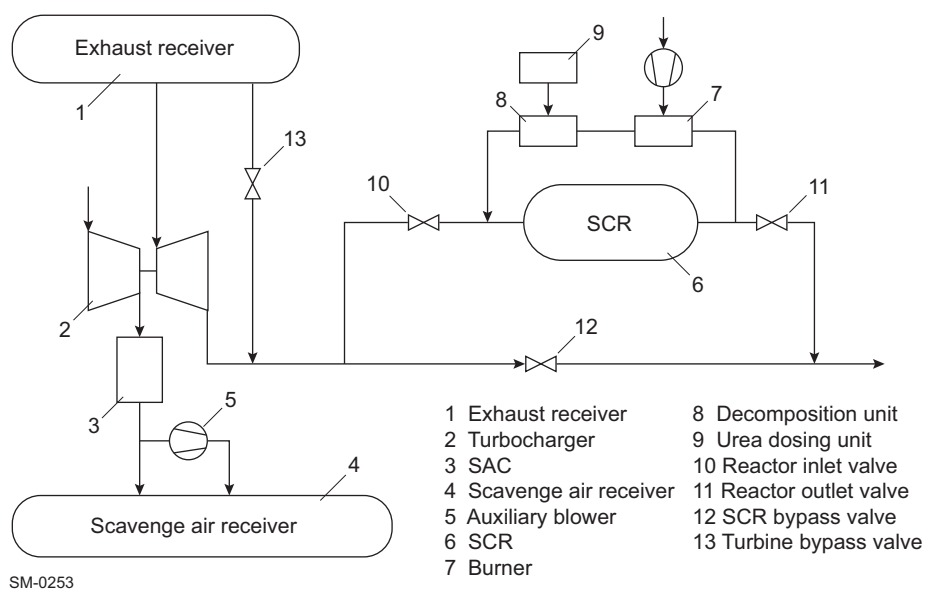 Exhaust receiver
1
9
8
7
13
10
11
SCR
6
2
12
3
5
4
Scavenge air receiver
1 Exhaust receiver
2 Turbocharger
3 SAC
4 Scavenge air receiver
5 Auxiliary blower
6 SCR
7 Burner
8 Decomposition unit
9 Urea dosing unit
10 Reactor inlet valve
11 Reactor outlet valve
12 SCR bypass valve
13 Turbine bypass valve
SM-0253